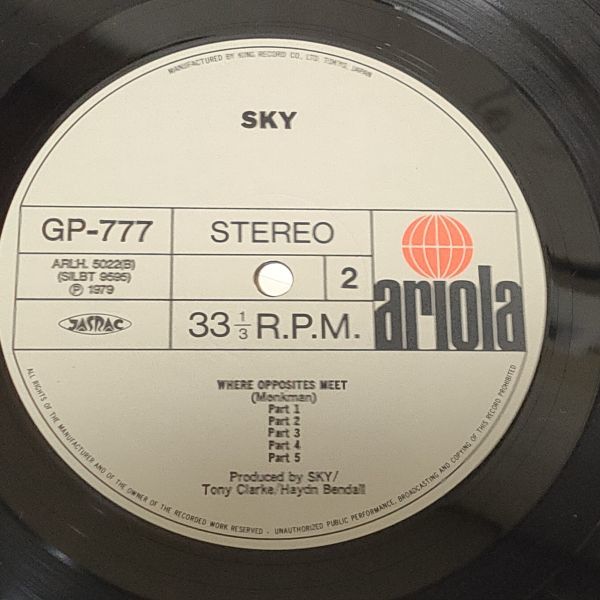 MANUFACTURED BY KING RECORD CO., LTD. TOKYO, JAPAN
SKY
GP-777
STEREO
ARLH. 5022(B)
(SILBT 9595)
Ⓟ 1979
2
ariola
JASRAC
33 1/3 R.P.M.
WHERE OPPOSITES MEET
(Monkman)
Part 1
Part 2
Part 3
Part 4
Part 5
Produced by SKY/
Tony Clarke/Haydn Bendall
ALL RIGHTS OF THE MANUFACTURER AND OF THE OWNER OF THE RECORDED WORK RESERVED - UNAUTHORIZED PUBLIC PERFORMANCE, BROADCASTING AND COPYING OF THIS RECORD PROHIBITED